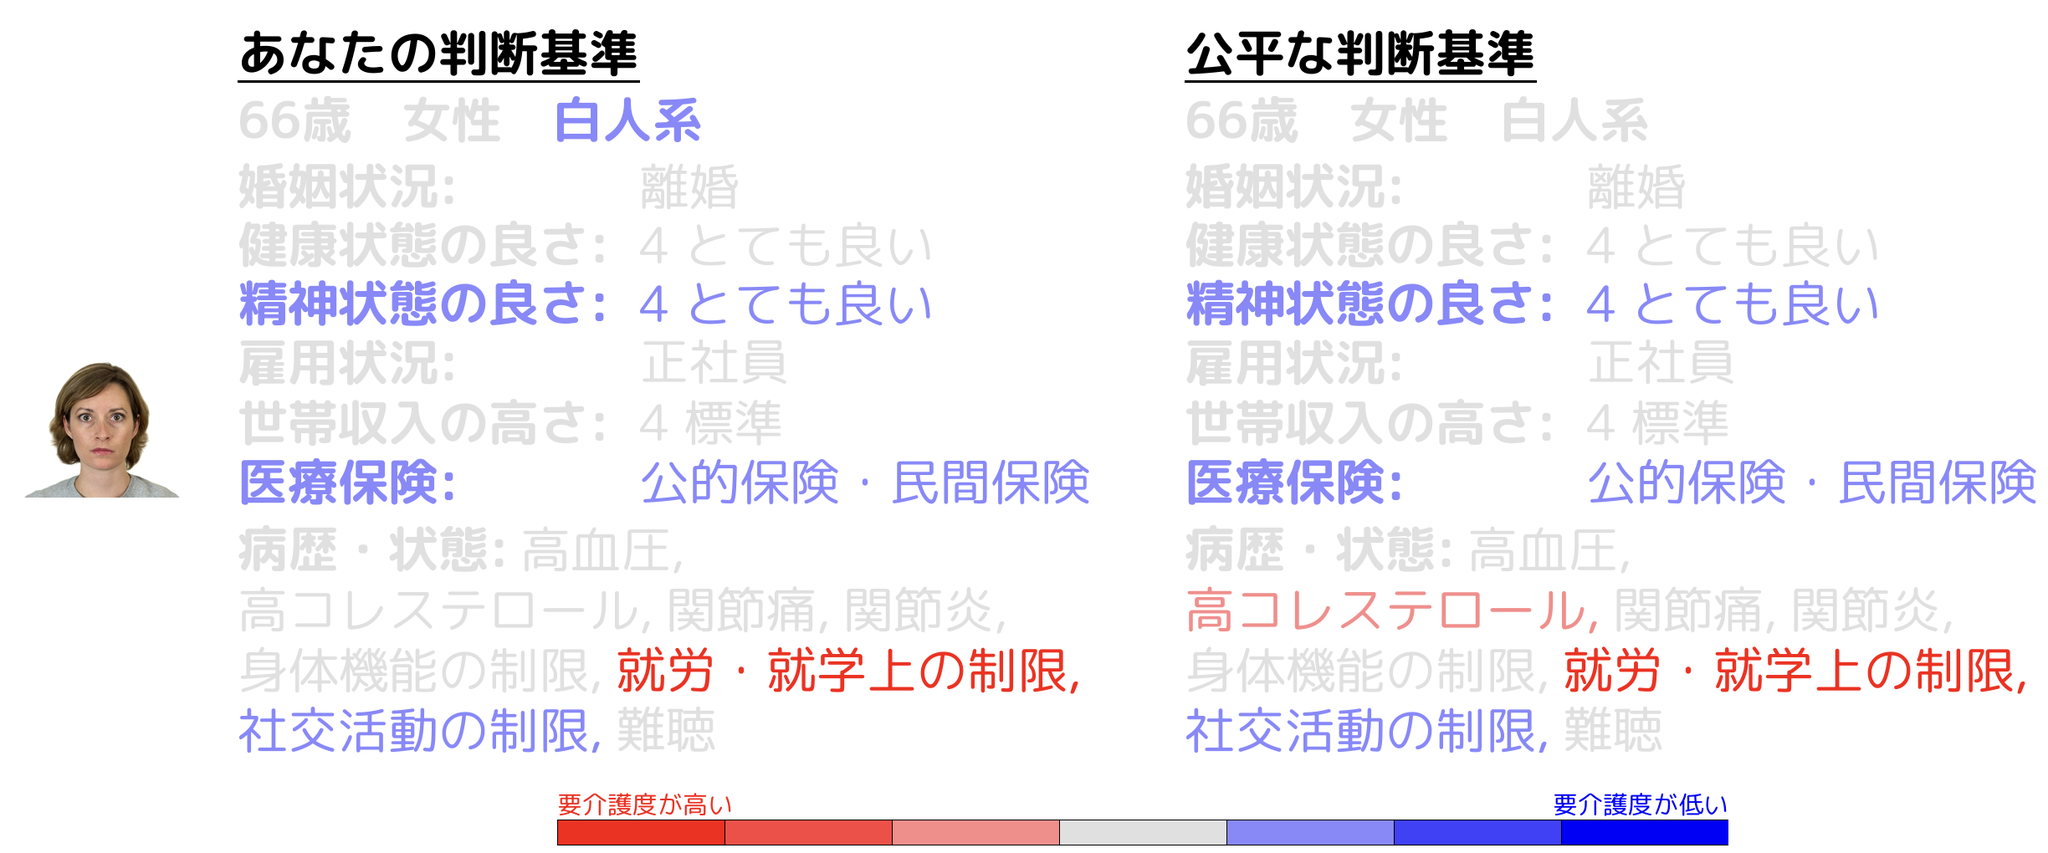 あなたの判断基準
66歳 女性 白人系
婚姻状況: 離婚
健康状態の良さ: 4 とても良い
精神状態の良さ: 4 とても良い
雇用状況: 正社員
世帯収入の高さ: 4 標準
医療保険: 公的保険・民間保険
病歴・状態: 高血圧,
高コレステロール, 関節痛, 関節炎,
身体機能の制限, 就労・就学上の制限,
社交活動の制限, 難聴
公平な判断基準
66歳 女性 白人系
婚姻状況: 離婚
健康状態の良さ: 4 とても良い
精神状態の良さ: 4 とても良い
雇用状況: 正社員
世帯収入の高さ: 4 標準
医療保険: 公的保険・民間保険
病歴・状態: 高血圧,
高コレステロール, 関節痛, 関節炎,
身体機能の制限, 就労・就学上の制限,
社交活動の制限, 難聴
要介護度が高い
要介護度が低い